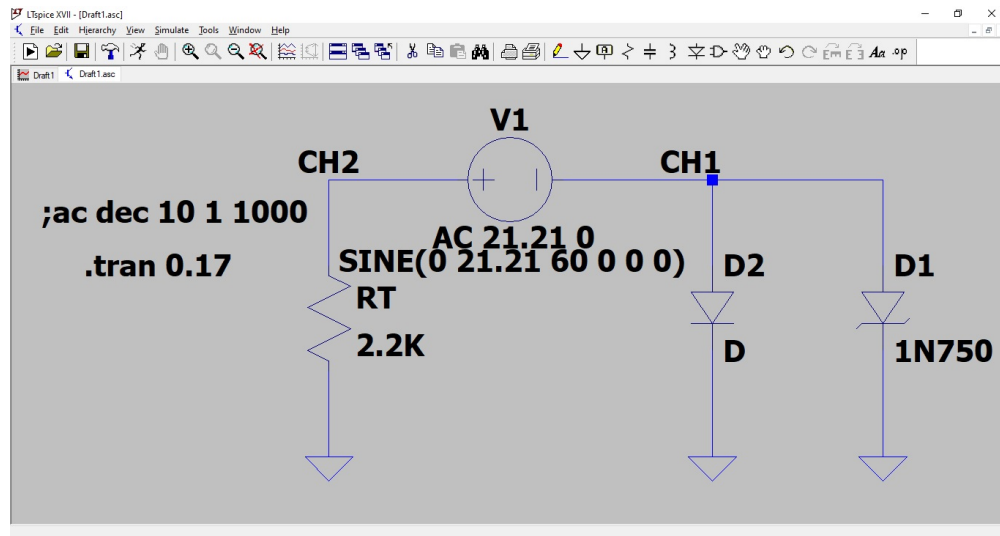 LTspice XVII - [Draft1.asc]
File Edit Hierarchy View Simulate Tools Window Help
Aa .op
Draft1 Draft1.asc
V1
CH2
CH1
;ac dec 10 1 1000
AC 21.21 0
.tran 0.17
SINE(0 21.21 60 0 0 0)
D2
D1
RT
2.2K
D
1N750